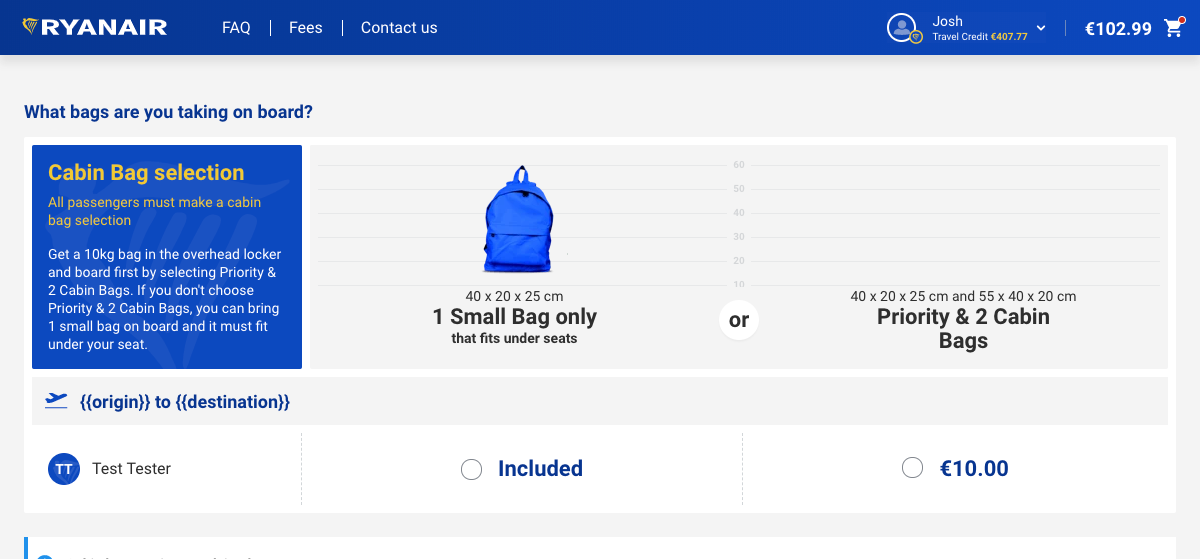 RYANAIR
FAQ
Fees
Contact us
Josh
Travel Credit €407.77
€102.99
What bags are you taking on board?
Cabin Bag selection
All passengers must make a cabin
bag selection
Get a 10kg bag in the overhead locker
and board first by selecting Priority &
2 Cabin Bags. If you don't choose
Priority & 2 Cabin Bags, you can bring
1 small bag on board and it must fit
under your seat.
60
50
40
30
20
10
40 x 20 x 25 cm
1 Small Bag only
that fits under seats
or
40 x 20 x 25 cm and 55 x 40 x 20 cm
Priority & 2 Cabin
Bags
{{origin}} to {{destination}}
TT
Test Tester
Included
€10.00